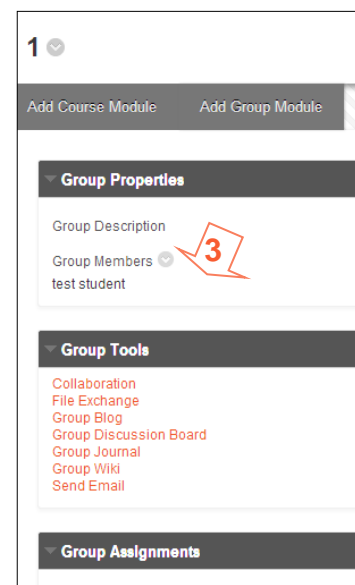 1
Add Course Module Add Group Module
Group Properties
Group Description
Group Members
3
test student
Group Tools
Collaboration
File Exchange
Group Blog
Group Discussion Board
Group Journal
Group Wiki
Send Email
Group Assignments